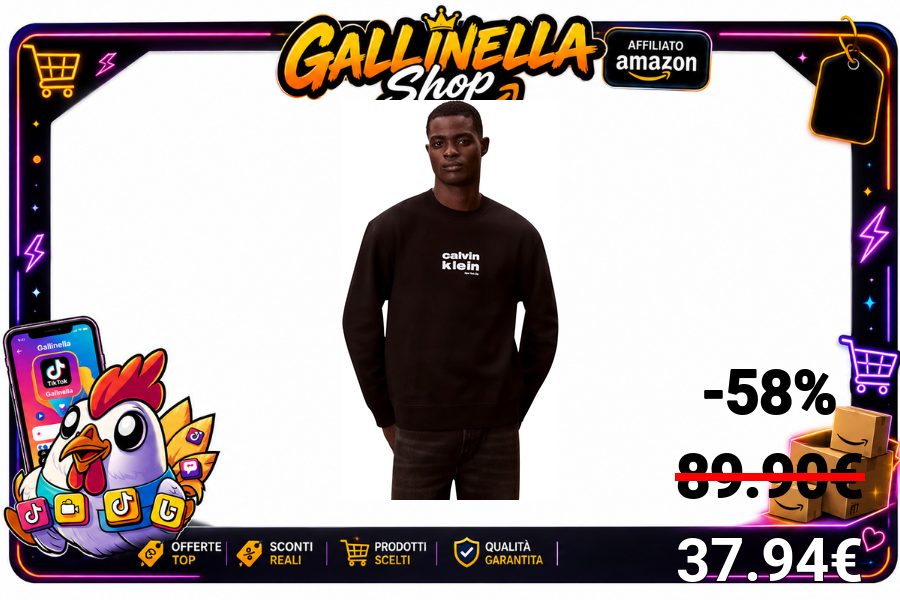 GALLINELLA
Shop
AFFILIATO
amazon
calvin
klein
Gallinella
TikTok
Gallinella
-58%
89.90€
37.94€
OFFERTE
TOP
SCONTI
REALI
PRODOTTI
SCELTI
QUALITÀ
GARANTITA